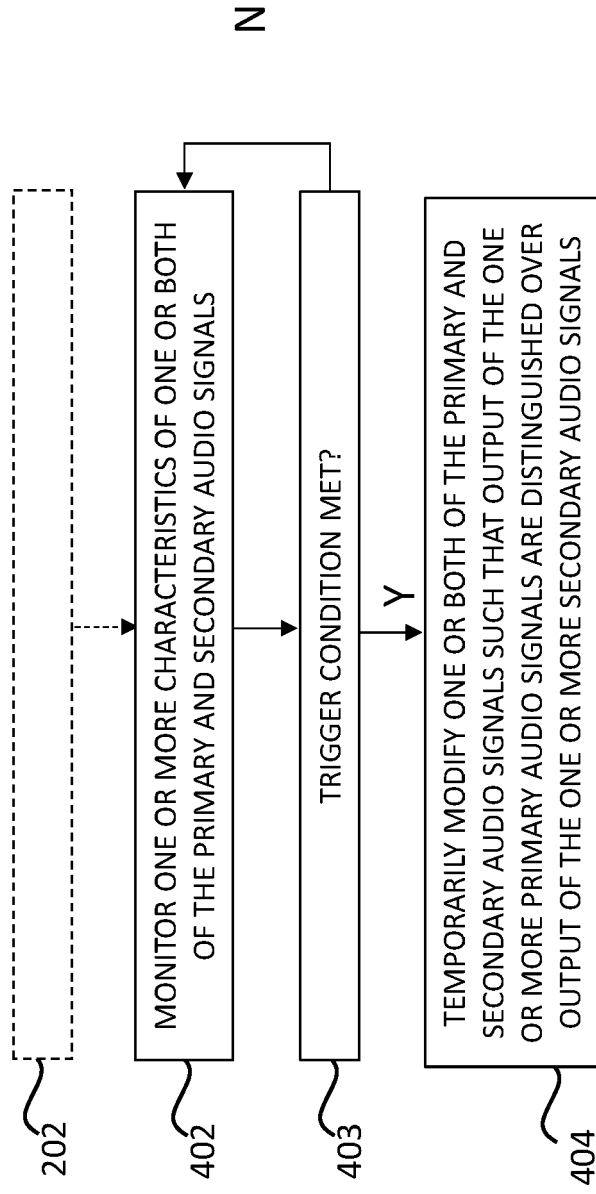 202
402
MONITOR ONE OR MORE CHARACTERISTICS OF ONE OR BOTH
OF THE PRIMARY AND SECONDARY AUDIO SIGNALS
403
TRIGGER CONDITION MET?
N
Y
404
TEMPORARILY MODIFY ONE OR BOTH OF THE PRIMARY AND
SECONDARY AUDIO SIGNALS SUCH THAT OUTPUT OF THE ONE
OR MORE PRIMARY AUDIO SIGNALS ARE DISTINGUISHED OVER
OUTPUT OF THE ONE OR MORE SECONDARY AUDIO SIGNALS